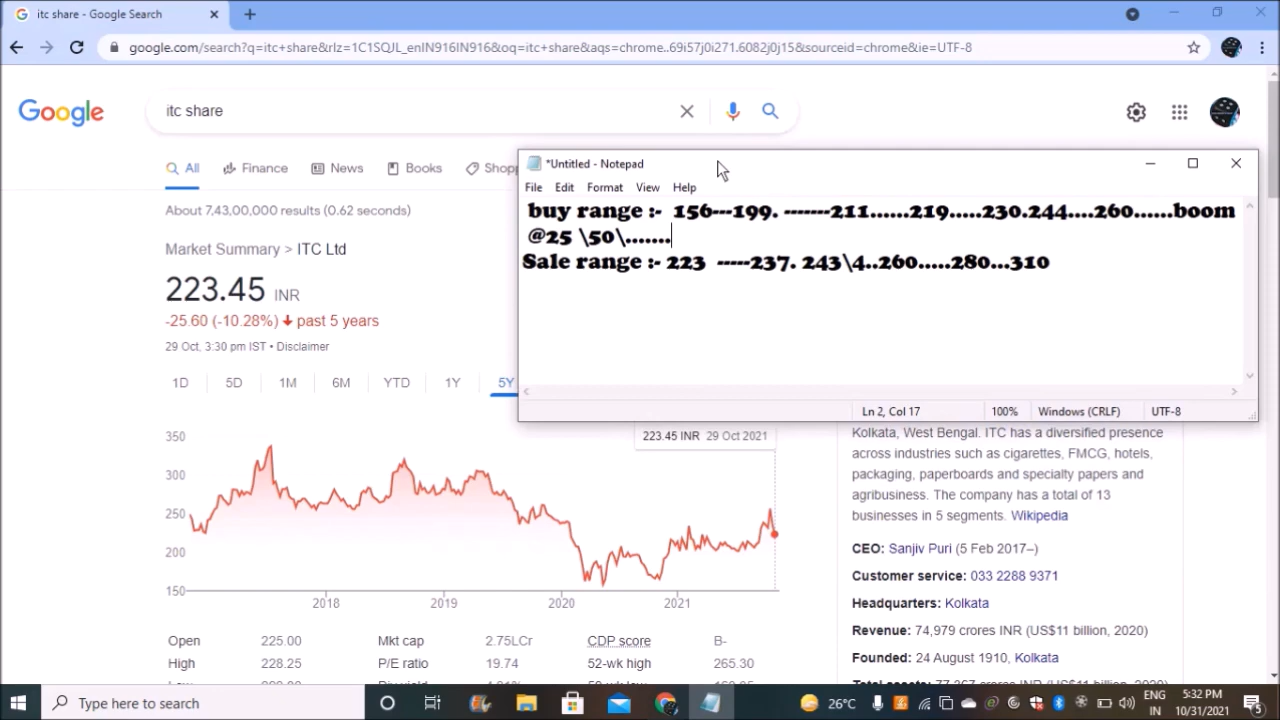 itc share - Google Search
google.com/search?q=itc+share&rlz=1C1SQJL_enIN916IN916&oq=itc+share&aqs=chrome..69i57j0i271.6082j0j15&sourceid=chrome&ie=UTF-8
Google
itc share
All Finance News Books Shopp
About 7,43,00,000 results (0.62 seconds)
Market Summary > ITC Ltd
223.45 INR
-25.60 (-10.28%) past 5 years
29 Oct, 3:30 pm IST • Disclaimer
1D 5D 1M 6M YTD 1Y 5Y
*Untitled - Notepad
File Edit Format View Help
buy range :- 156---199. -------211......219.....230.244....260......boom
@25 \50\.......
Sale range :- 223 -----237. 243\4..260.....280...310
Ln 2, Col 17 100% Windows (CRLF) UTF-8
223.45 INR 29 Oct 2021
350
300
250
200
150
2018 2019 2020 2021
Open 225.00 Mkt cap 2.75LCr CDP score B-
High 228.25 P/E ratio 19.74 52-wk high 265.30
Kolkata, West Bengal. ITC has a diversified presence
across industries such as cigarettes, FMCG, hotels,
packaging, paperboards and specialty papers and
agribusiness. The company has a total of 13
businesses in 5 segments. Wikipedia
CEO: Sanjiv Puri (5 Feb 2017–)
Customer service: 033 2288 9371
Headquarters: Kolkata
Revenue: 74,979 crores INR (US$11 billion, 2020)
Founded: 24 August 1910, Kolkata
Type here to search
26°C
ENG
IN
5:32 PM
10/31/2021
5